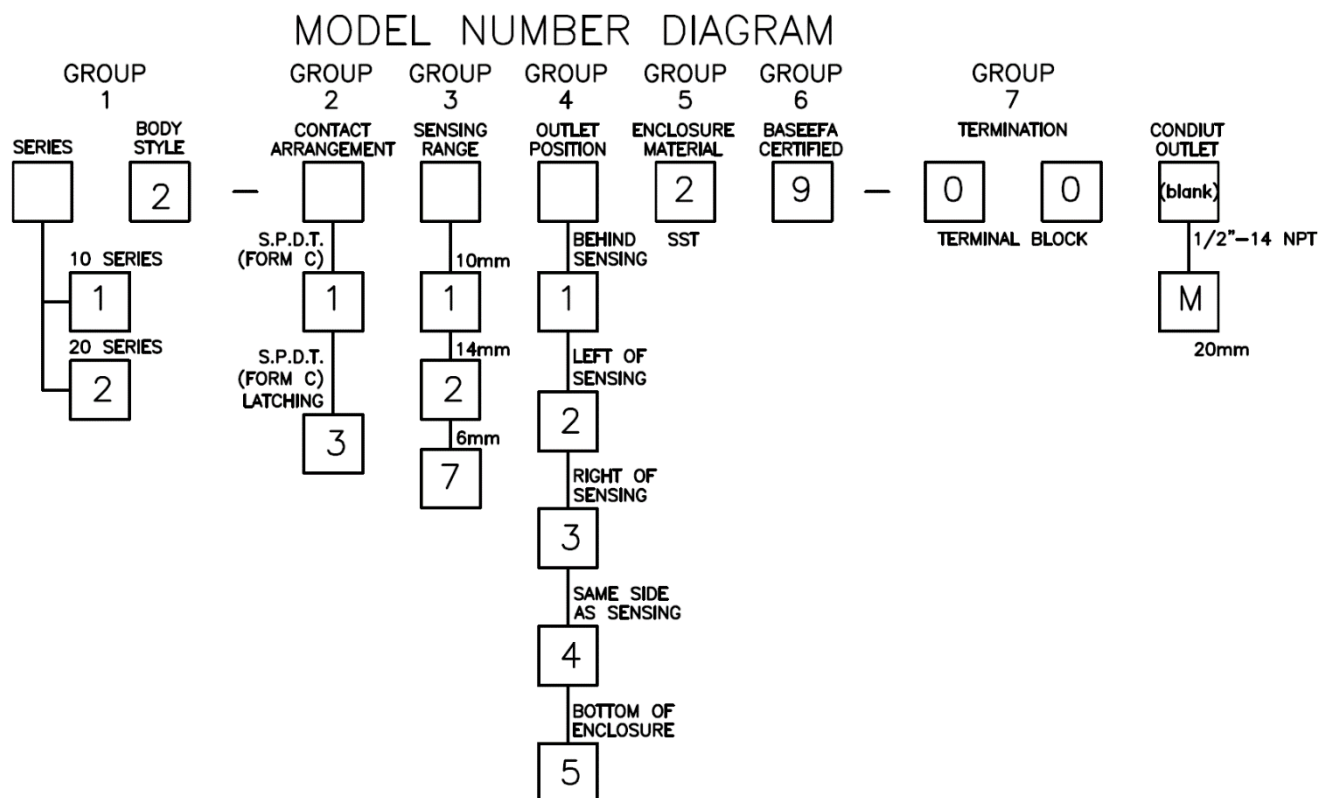 MODEL NUMBER DIAGRAM
GROUP
1
GROUP
2
GROUP
3
GROUP
4
GROUP
5
GROUP
6
GROUP
7
SERIES
BODY
STYLE
CONTACT
ARRANGEMENT
SENSING
RANGE
OUTLET
POSITION
ENCLOSURE
MATERIAL
BASEEFA
CERTIFIED
TERMINATION
CONDIUT
OUTLET
2
-
2
9
-
0
0
(blank)
10 SERIES
1
20 SERIES
2
S.P.D.T.
(FORM C)
1
S.P.D.T.
(FORM C)
LATCHING
3
10mm
1
14mm
2
6mm
7
BEHIND
SENSING
1
LEFT OF
SENSING
2
RIGHT OF
SENSING
3
SAME SIDE
AS SENSING
4
BOTTOM OF
ENCLOSURE
5
SST
TERMINAL BLOCK
1/2"-14 NPT
M
20mm